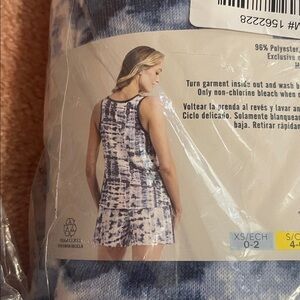 M# 1562228
96% Polyester,
Exclusive
Turn garment inside out and wash
Only non-chlorine bleach when
Voltear la prenda al revés y lavar
Ciclo delicado. Solamente blanquea
baja. Retirar rápida
XS/ECH
0-2
S/C
4-